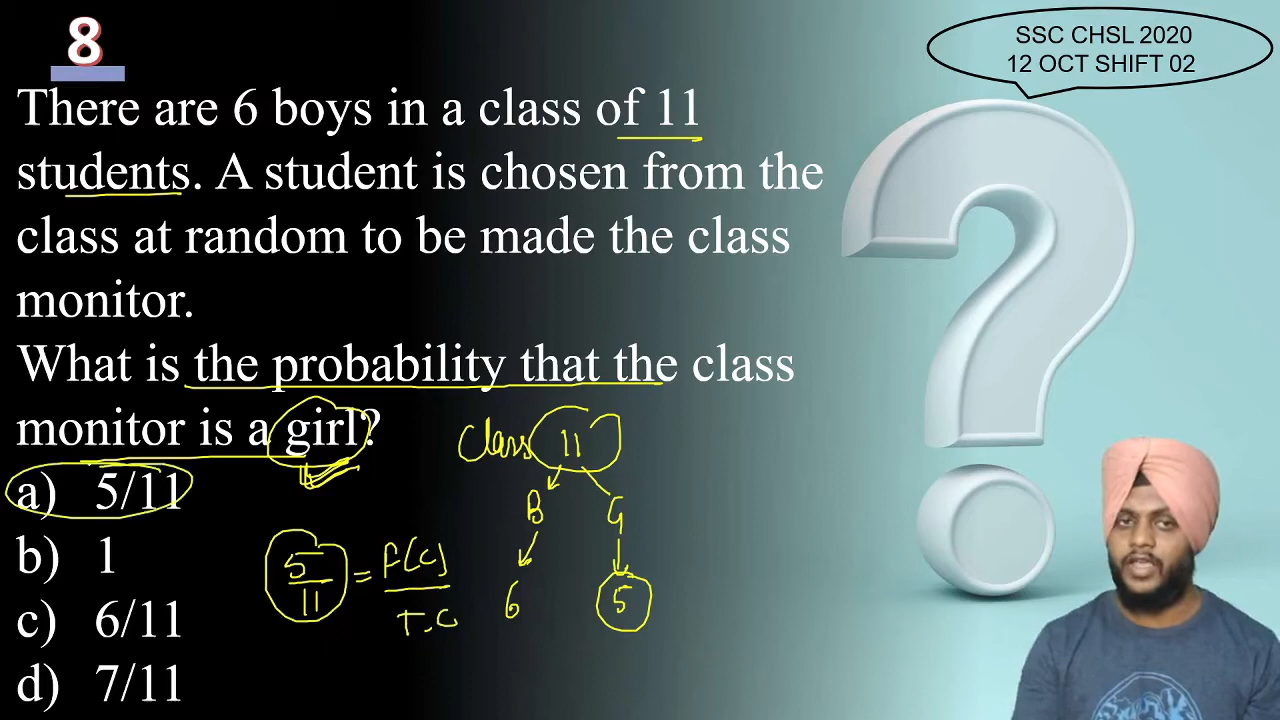 8
SSC CHSL 2020
12 OCT SHIFT 02
There are 6 boys in a class of 11
students. A student is chosen from the
class at random to be made the class
monitor.
What is the probability that the class
monitor is a girl?
a) 5/11
b) 1
c) 6/11
d) 7/11
Class 11
B G
6 5
5/11 = F(C)/T.C